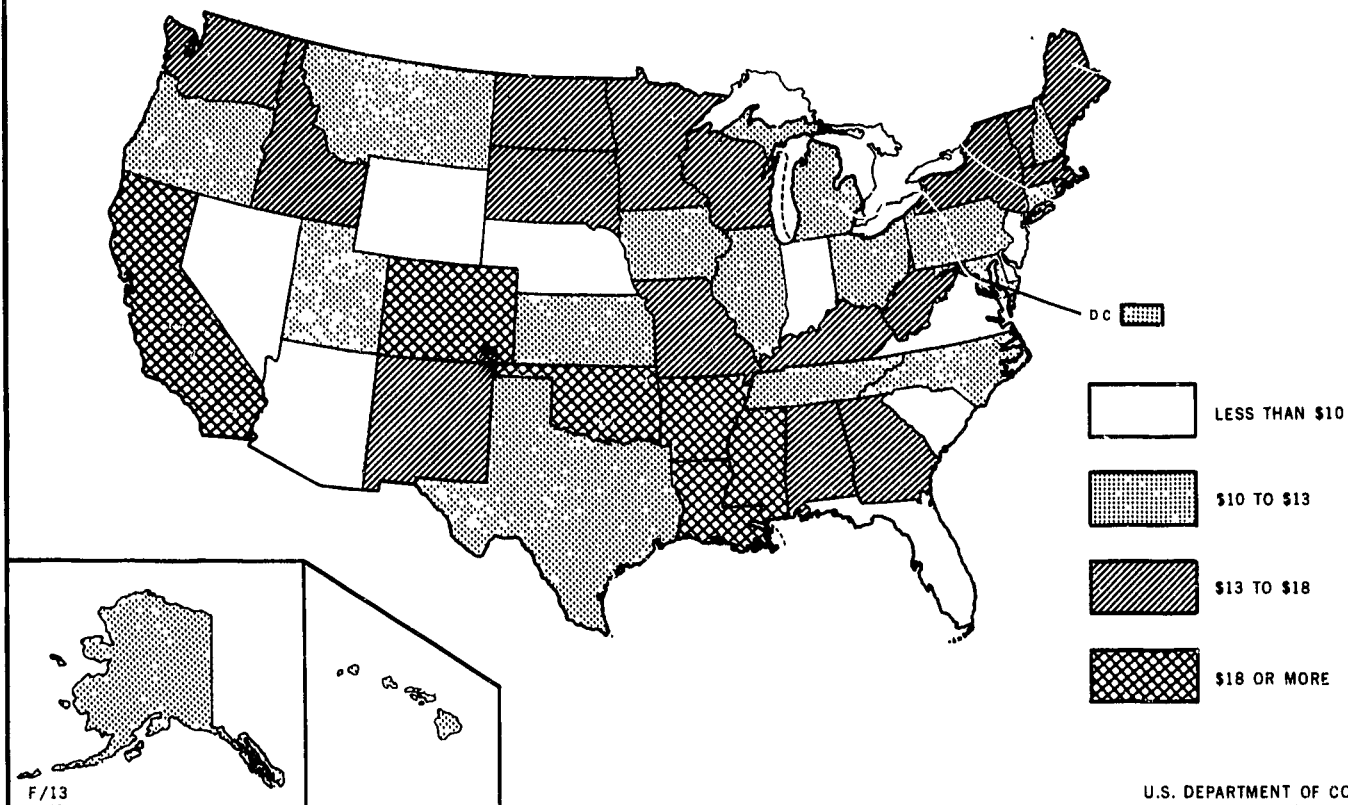 DC
LESS THAN $10
$10 TO $13
$13 TO $18
$18 OR MORE
F/13
U.S. DEPARTMENT OF CO